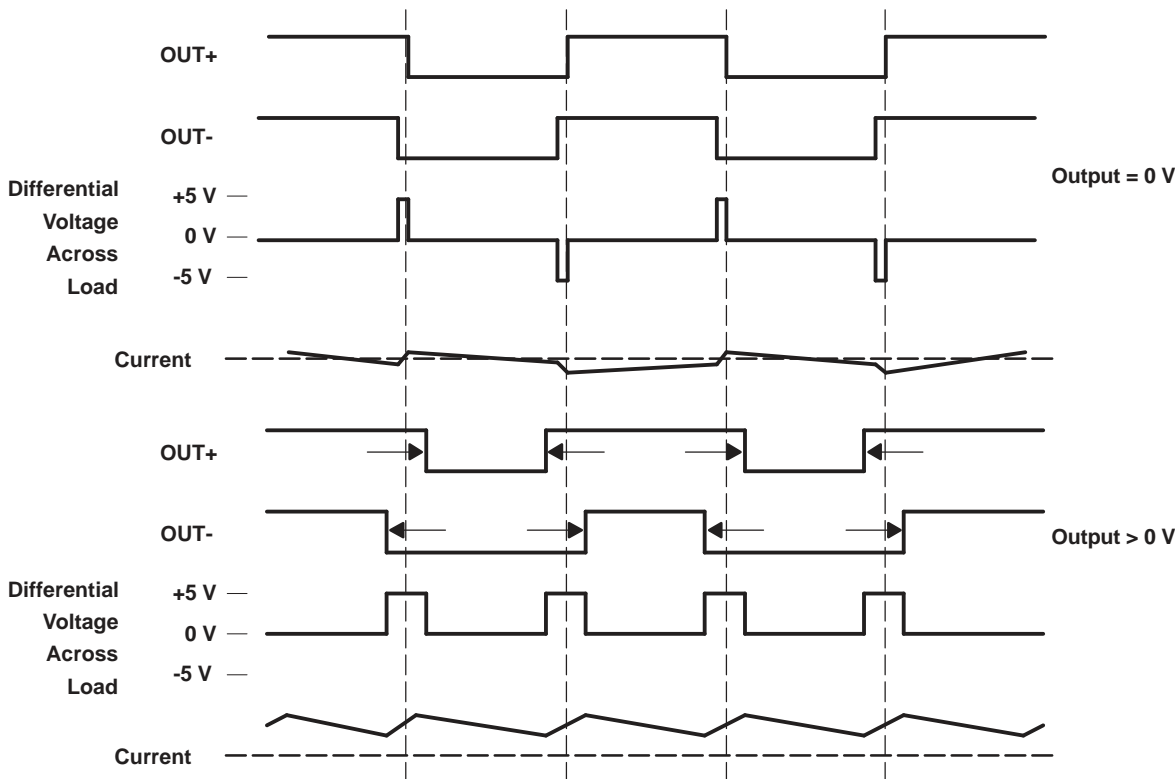 OUT+
OUT-
Output = 0 V
Differential
Voltage
Across
Load
+5 V
0 V
-5 V
Current
OUT+
OUT-
Output > 0 V
Differential
Voltage
Across
Load
+5 V
0 V
-5 V
Current